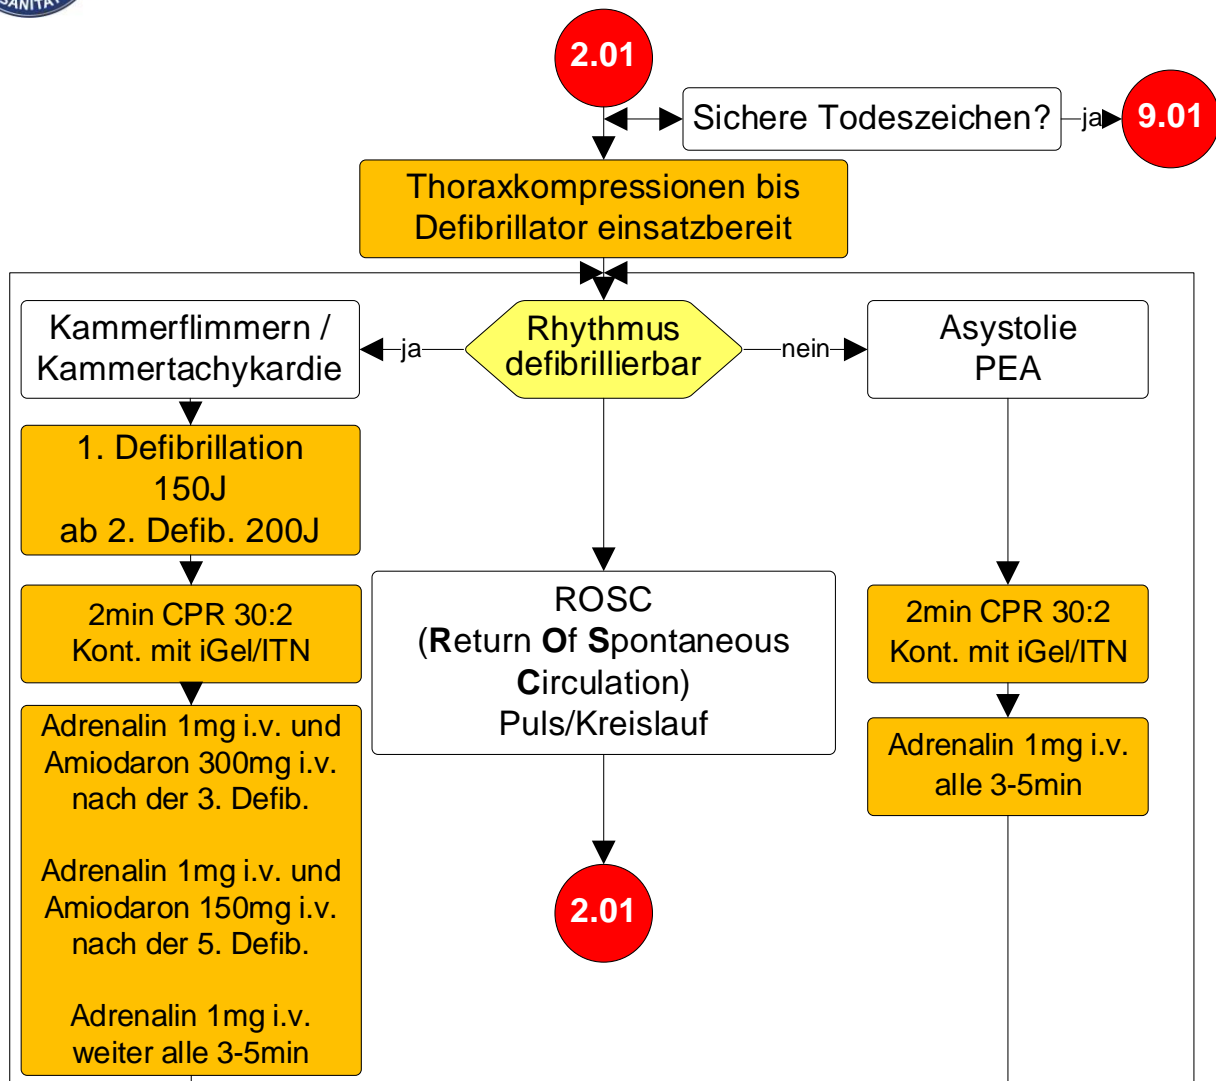 SANITÄT
2.01
Sichere Todeszeichen?
ja
9.01
Thoraxkompressionen bis
Defibrillator einsatzbereit
Kammerflimmern /
Kammertachykardie
ja
Rhythmus
defibrillierbar
nein
Asystolie
PEA
1. Defibrillation
150J
ab 2. Defib. 200J
2min CPR 30:2
Kont. mit iGel/ITN
Adrenalin 1mg i.v. und
Amiodaron 300mg i.v.
nach der 3. Defib.
Adrenalin 1mg i.v. und
Amiodaron 150mg i.v.
nach der 5. Defib.
Adrenalin 1mg i.v.
weiter alle 3-5min
ROSC
(Return Of Spontaneous
Circulation)
Puls/Kreislauf
2.01
2min CPR 30:2
Kont. mit iGel/ITN
Adrenalin 1mg i.v.
alle 3-5min